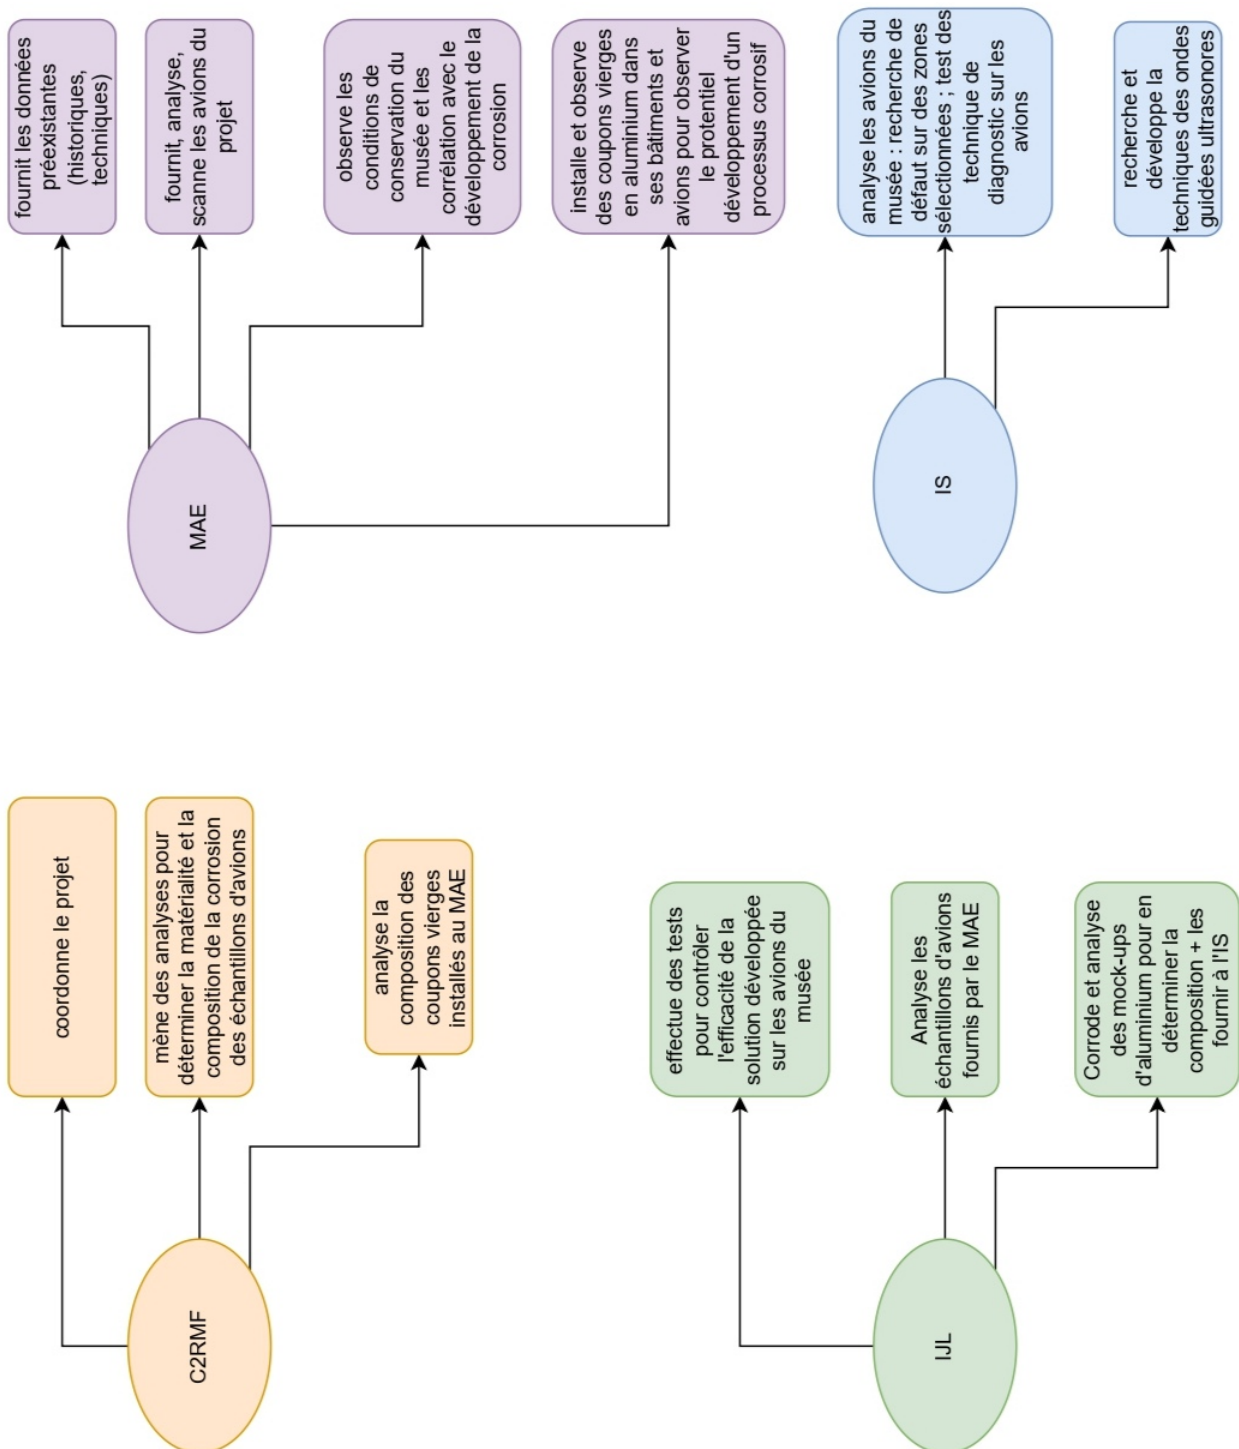 C2RMF
coordonne le projet
mène des analyses pour
déterminer la matérialité et la
composition de la corrosion
des échantillons d'avions
analyse la
composition des
coupons vierges
installés au MAE
MAE
fournit les données
préexistantes
(historiques,
techniques)
fournit, analyse,
scanne les avions du
projet
observe les
conditions de
conservation du
musée et les
corrélation avec le
développement de la
corrosion
installe et observe
des coupons vierges
en aluminium dans
ses bâtiments et
avions pour observer
le protentiel
développement d'un
processus corrosif
IJL
effectue des tests
pour contrôler
l'efficacité de la
solution développée
sur les avions du
musée
Analyse les
échantillons d'avions
fournis par le MAE
Corrode et analyse
des mock-ups
d'aluminium pour en
déterminer la
composition + les
fournir à l'IS
IS
analyse les avions du
musée : recherche de
défaut sur des zones
sélectionnées ; test des
technique de
diagnostic sur les
avions
recherche et
développe la
techniques des ondes
guidées ultrasonores